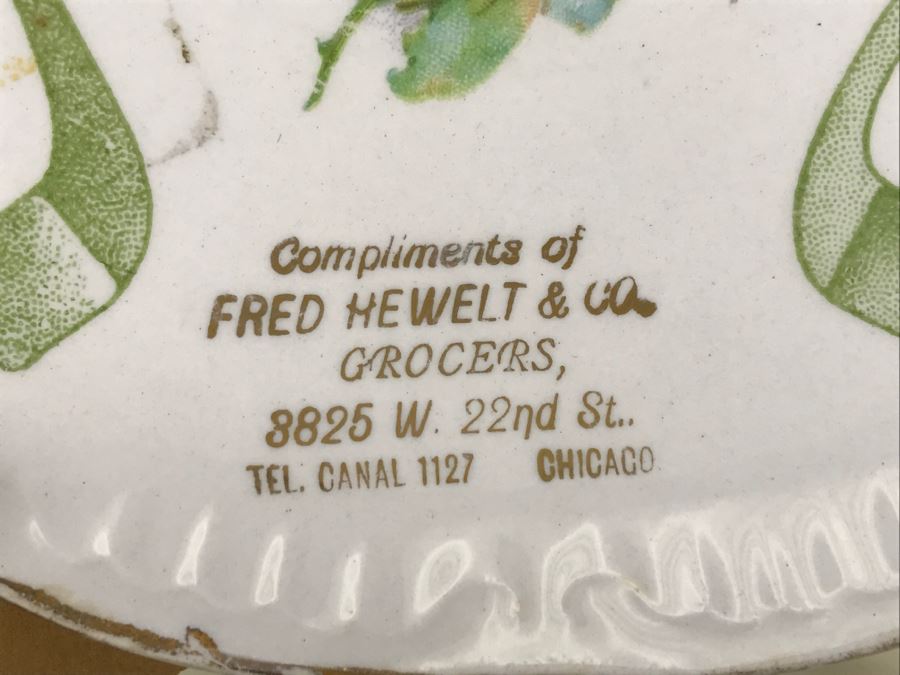 Compliments of
FRED HEWELT & CO.
GROCERS,
3825 W. 22nd St..
TEL. CANAL 1127 CHICAGO